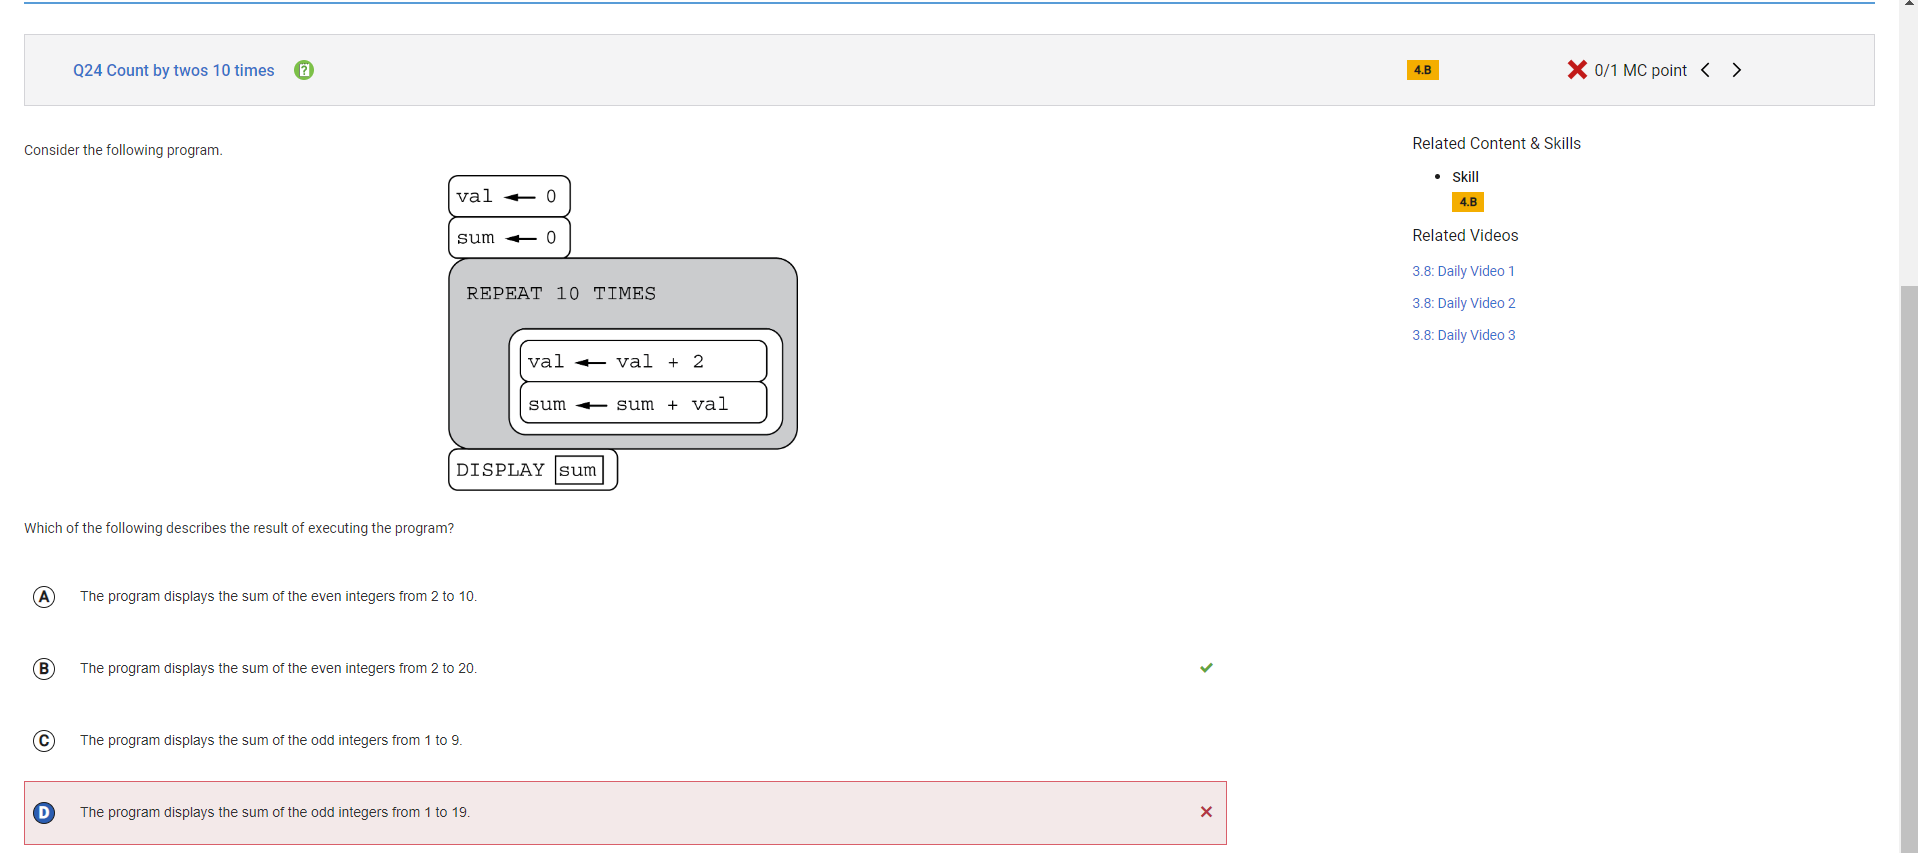 Q24 Count by twos 10 times
4.B
0/1 MC point
Consider the following program.
val ← 0
sum ← 0
REPEAT 10 TIMES
val ← val + 2
sum ← sum + val
DISPLAY sum
Which of the following describes the result of executing the program?
A The program displays the sum of the even integers from 2 to 10.
B The program displays the sum of the even integers from 2 to 20.
C The program displays the sum of the odd integers from 1 to 9.
D The program displays the sum of the odd integers from 1 to 19.
Related Content & Skills
• Skill
4.B
Related Videos
3.8: Daily Video 1
3.8: Daily Video 2
3.8: Daily Video 3